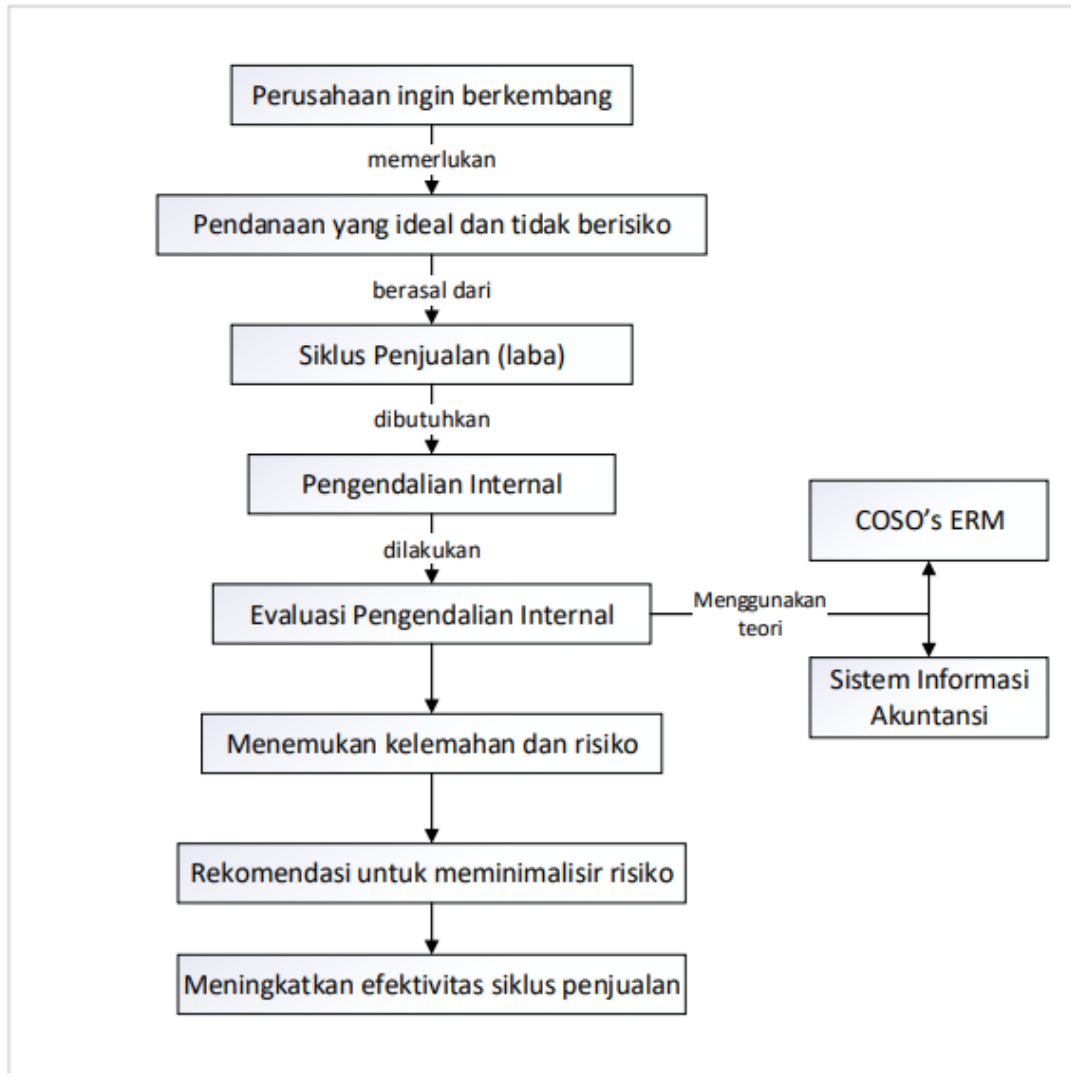 Perusahaan ingin berkembang
memerlukan
Pendanaan yang ideal dan tidak berisiko
berasal dari
Siklus Penjualan (laba)
dibutuhkan
Pengendalian Internal
dilakukan
Evaluasi Pengendalian Internal
Menggunakan
teori
COSO’s ERM
Sistem Informasi
Akuntansi
Menemukan kelemahan dan risiko
Rekomendasi untuk meminimalisir risiko
Meningkatkan efektivitas siklus penjualan